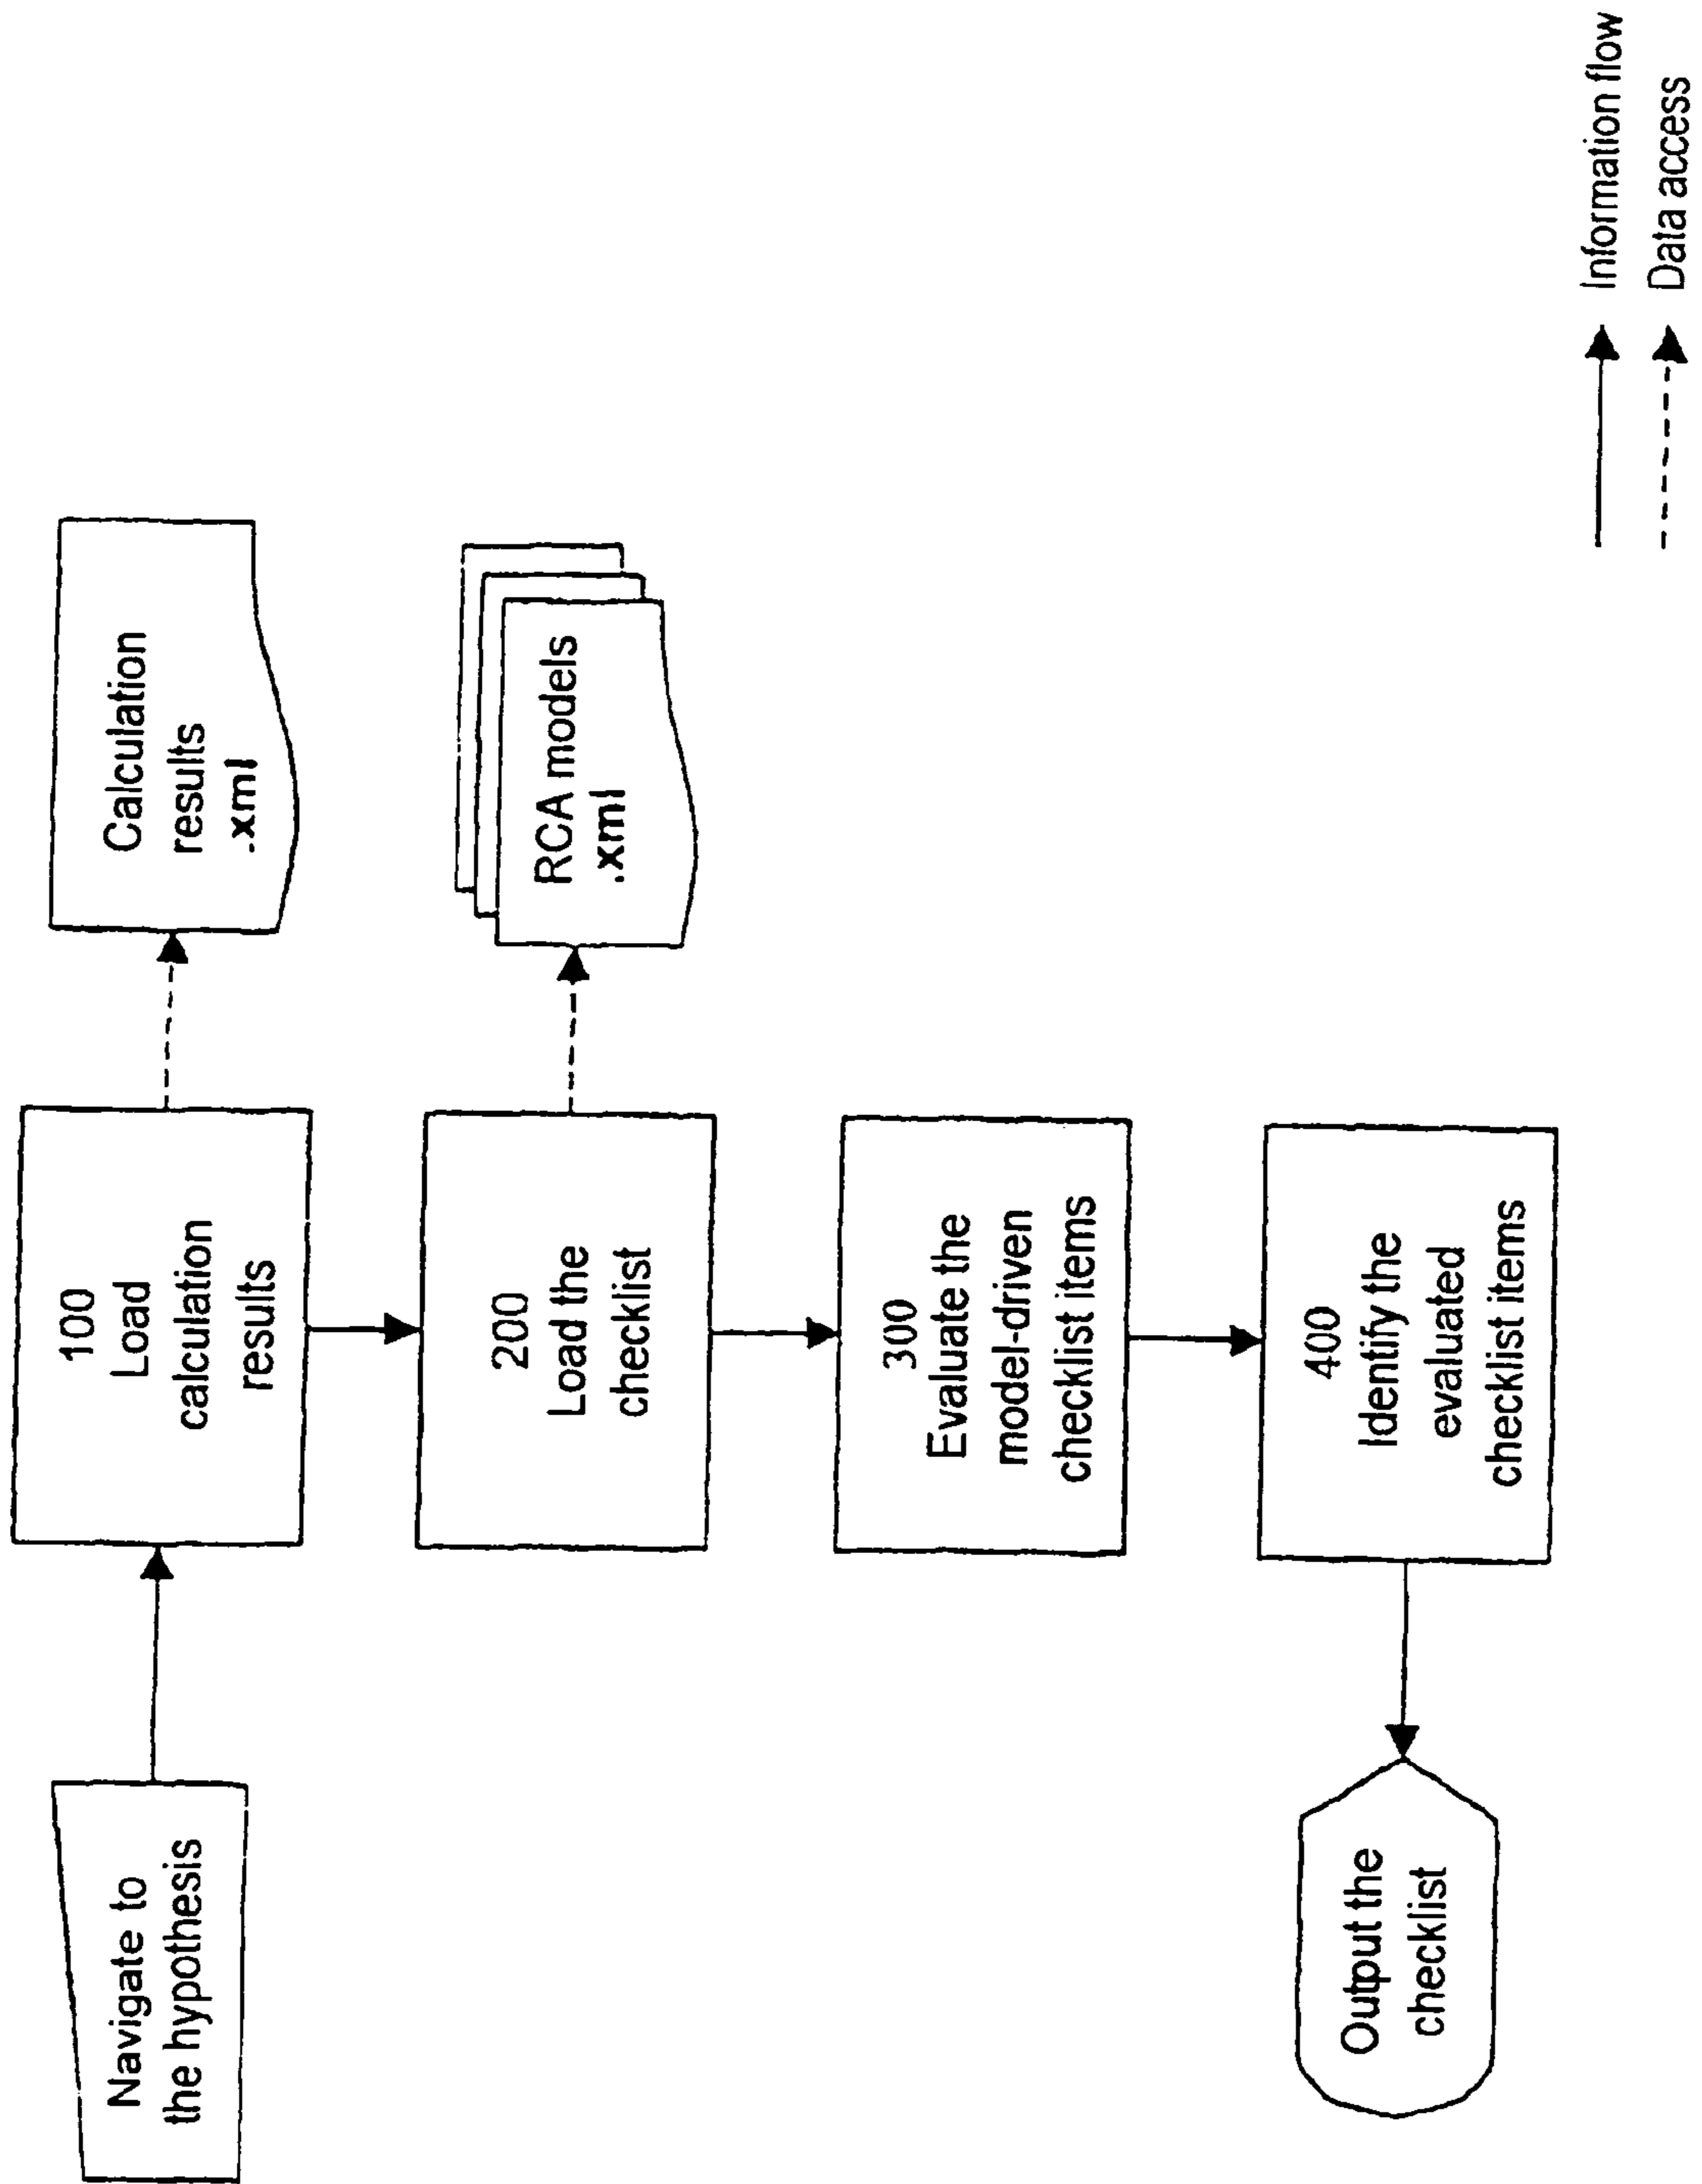 Navigate to
the hypothesis
100
Load
calculation
results
Calculation
results
.xml
200
Load the
checklist
RCA models
.xml
300
Evaluate the
model-driven
checklist items
400
Identify the
evaluated
checklist items
Output the
checklist
Information flow
Data access